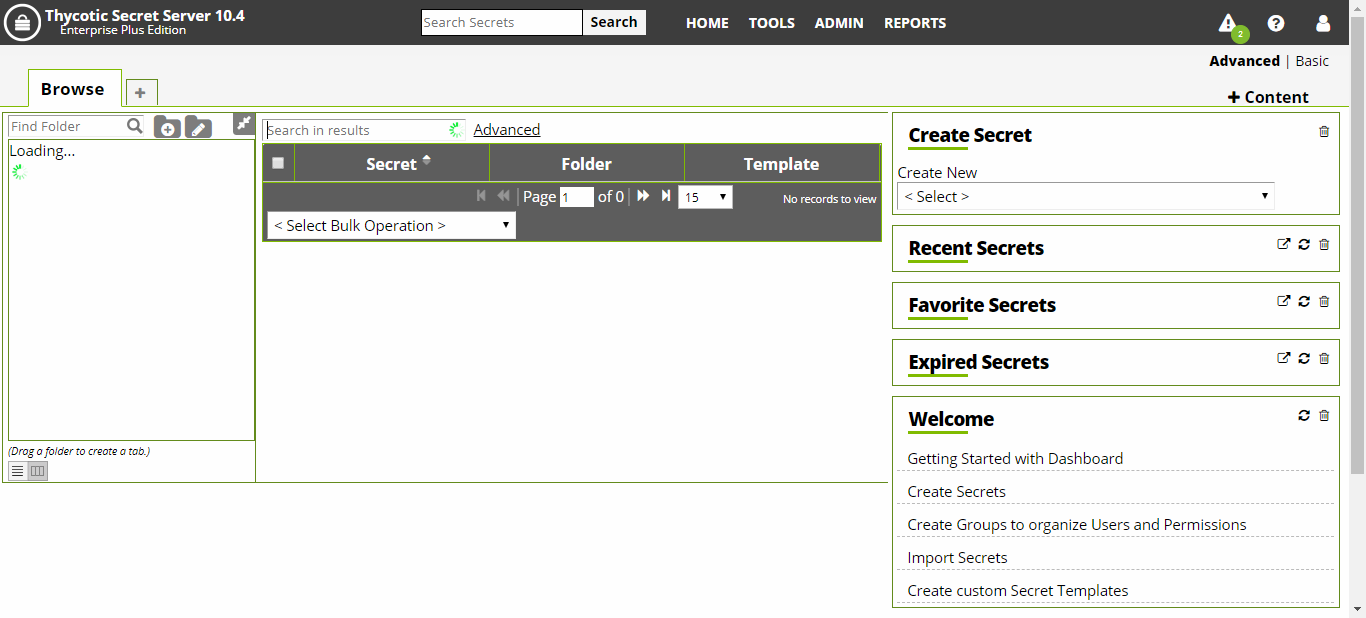 Thycotic Secret Server 10.4
Enterprise Plus Edition
Search Secrets
Search
HOME TOOLS ADMIN REPORTS
2
Advanced | Basic
Browse
+
+ Content
Find Folder
Loading...
(Drag a folder to create a tab.)
Search in results
Advanced
Secret Folder Template
Page 1 of 0 15 No records to view
< Select Bulk Operation >
Create Secret
Create New
< Select >
Recent Secrets
Favorite Secrets
Expired Secrets
Welcome
Getting Started with Dashboard
Create Secrets
Create Groups to organize Users and Permissions
Import Secrets
Create custom Secret Templates